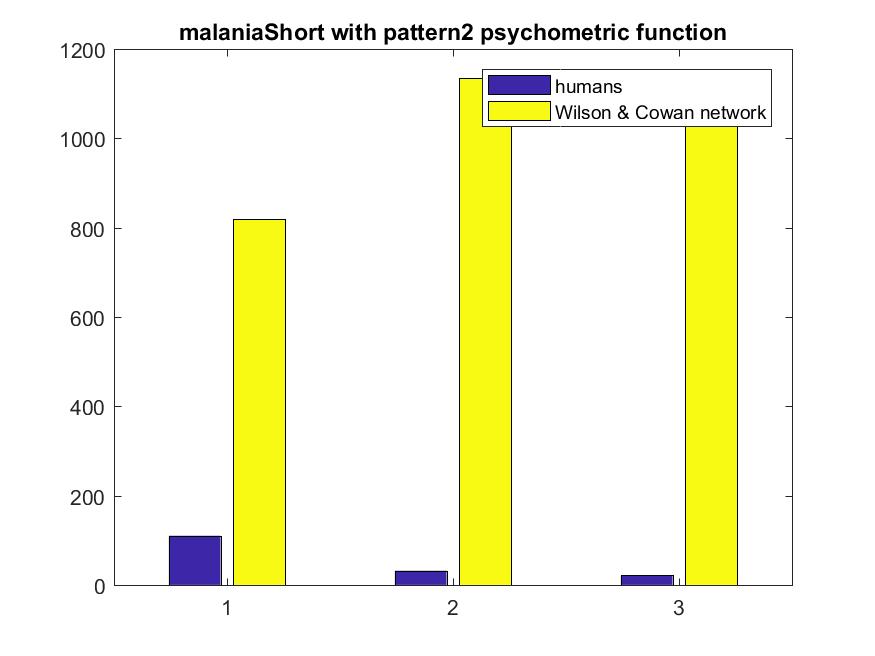 malaniaShort with pattern2 psychometric function
1200
1000
800
600
400
200
0
humans
Wilson & Cowan network
1 2 3